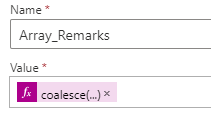 Name *
Array_Remarks
Value *
fx coalesce(...) ×